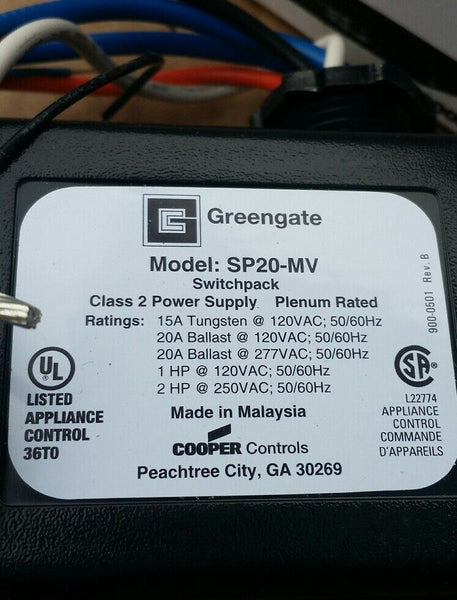 Greengate
Model: SP20-MV
Switchpack
Class 2 Power Supply Plenum Rated
Ratings: 15A Tungsten @ 120VAC; 50/60Hz
20A Ballast @ 120VAC; 50/60Hz
20A Ballast @ 277VAC; 50/60Hz
1 HP @ 120VAC; 50/60Hz
2 HP @ 250VAC; 50/60Hz
UL
LISTED
APPLIANCE
CONTROL
36TO
Made in Malaysia
COOPER Controls
Peachtree City, GA 30269
900-0501 Rev. B
SA
L22774
APPLIANCE
CONTROL
COMMANDE
D'APPAREILS